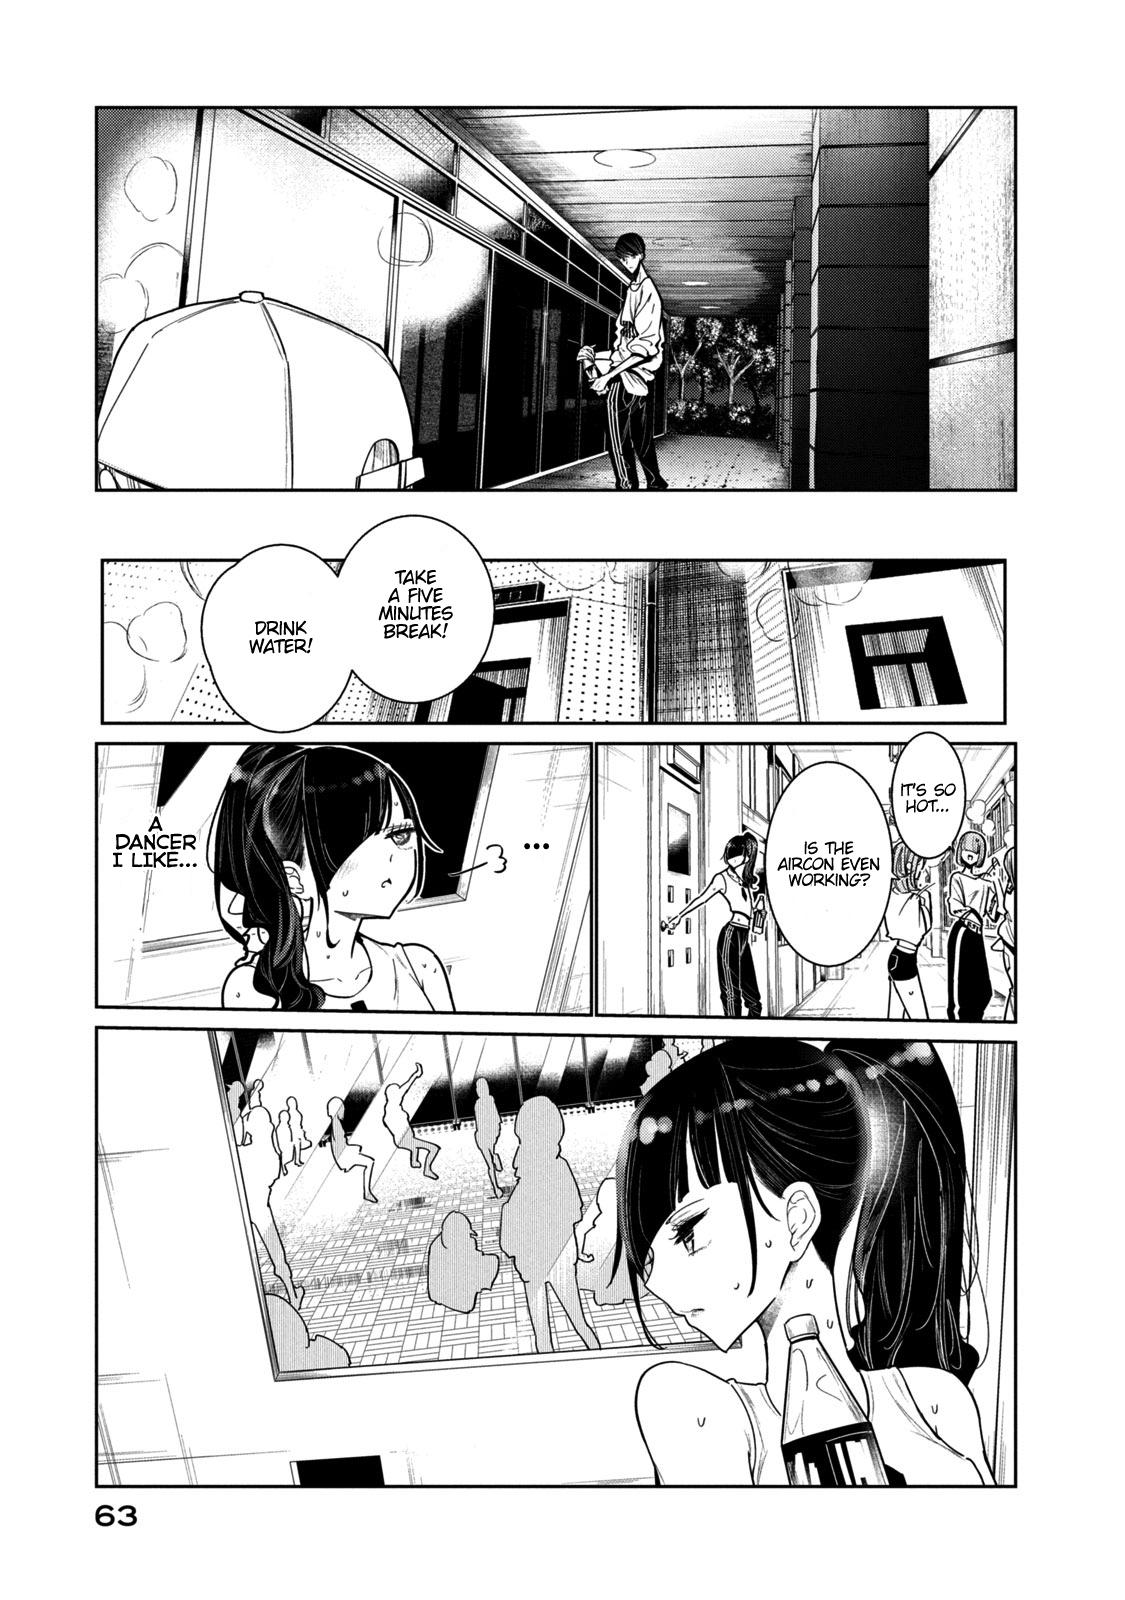 TAKE
A FIVE
MINUTES
BREAK!
DRINK
WATER!
IT'S SO
HOT...
IS THE
AIRCON EVEN
WORKING?
...
A
DANCER
I LIKE...
63